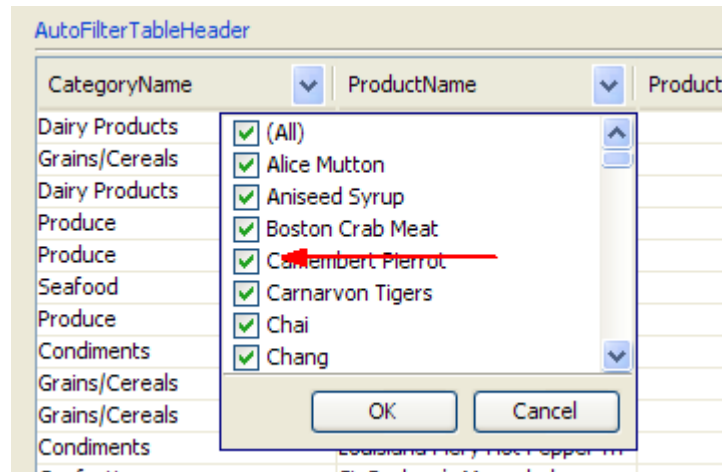 AutoFilterTableHeader
CategoryName ProductName Product
Dairy Products
Grains/Cereals
Dairy Products
Produce
Produce
Seafood
Produce
Condiments
Grains/Cereals
Grains/Cereals
Condiments
(All)
Alice Mutton
Aniseed Syrup
Boston Crab Meat
Camembert Pierrot
Carnarvon Tigers
Chai
Chang
OK Cancel